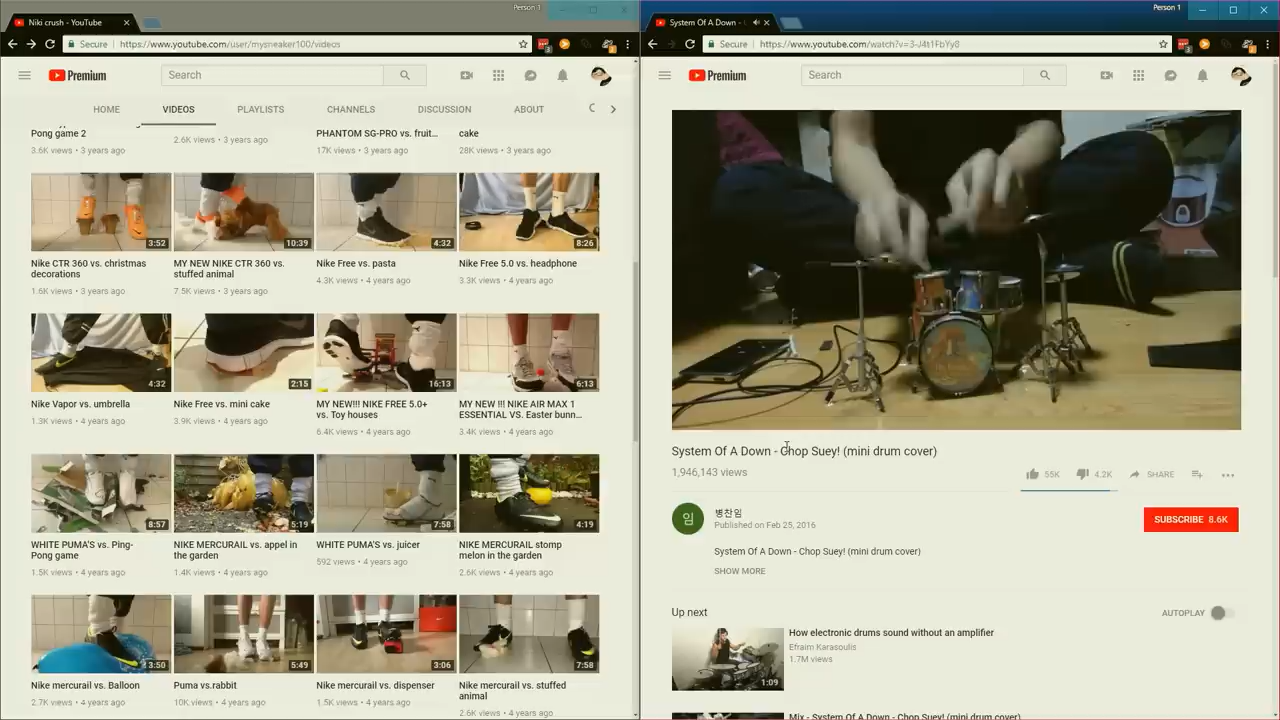 Niki crush - YouTube
Person 1
Secure
https://www.youtube.com/user/mysneaker100/videos
Premium
Search
HOME
VIDEOS
PLAYLISTS
CHANNELS
DISCUSSION
ABOUT
Pong game 2
3.6K views • 3 years ago
2.6K views • 3 years ago
PHANTOM SG-PRO vs. fruit...
17K views • 3 years ago
cake
28K views • 3 years ago
3:52
10:39
4:32
8:26
Nike CTR 360 vs. christmas
decorations
1.6K views • 3 years ago
MY NEW NIKE CTR 360 vs.
stuffed animal
7.5K views • 3 years ago
Nike Free vs. pasta
4.3K views • 4 years ago
Nike Free 5.0 vs. headphone
3.3K views • 4 years ago
4:32
2:15
16:13
6:13
Nike Vapor vs. umbrella
1.3K views • 4 years ago
Nike Free vs. mini cake
3.9K views • 4 years ago
MY NEW!!! NIKE FREE 5.0+
vs. Toy houses
6.4K views • 4 years ago
MY NEW !!! NIKE AIR MAX 1
ESSENTIAL VS. Easter bunn...
3.4K views • 4 years ago
8:57
5:19
7:58
4:19
WHITE PUMA'S vs. Ping-
Pong game
1.5K views • 4 years ago
NIKE MERCURAIL vs. appel in
the garden
1.4K views • 4 years ago
WHITE PUMA'S vs. juicer
592 views • 4 years ago
NIKE MERCURAIL stomp
melon in the garden
2.6K views • 4 years ago
3:50
5:49
3:06
7:58
Nike mercurail vs. Balloon
2.7K views • 4 years ago
Puma vs.rabbit
10K views • 4 years ago
Nike mercurail vs. dispenser
1.5K views • 4 years ago
Nike mercurail vs. stuffed
animal
2.6K views • 4 years ago
System Of A Down -
Person 1
Secure
https://www.youtube.com/watch?v=3-J4t1FbYy8
Premium
Search
System Of A Down - Chop Suey! (mini drum cover)
1,946,143 views
55K
4.2K
SHARE
임
병찬임
Published on Feb 25, 2016
SUBSCRIBE 8.6K
System Of A Down - Chop Suey! (mini drum cover)
SHOW MORE
Up next
AUTOPLAY
How electronic drums sound without an amplifier
Efraim Karasoulis
1.7M views
1:09
Mix - System Of A Down - Chop Suey! (mini drum cover)